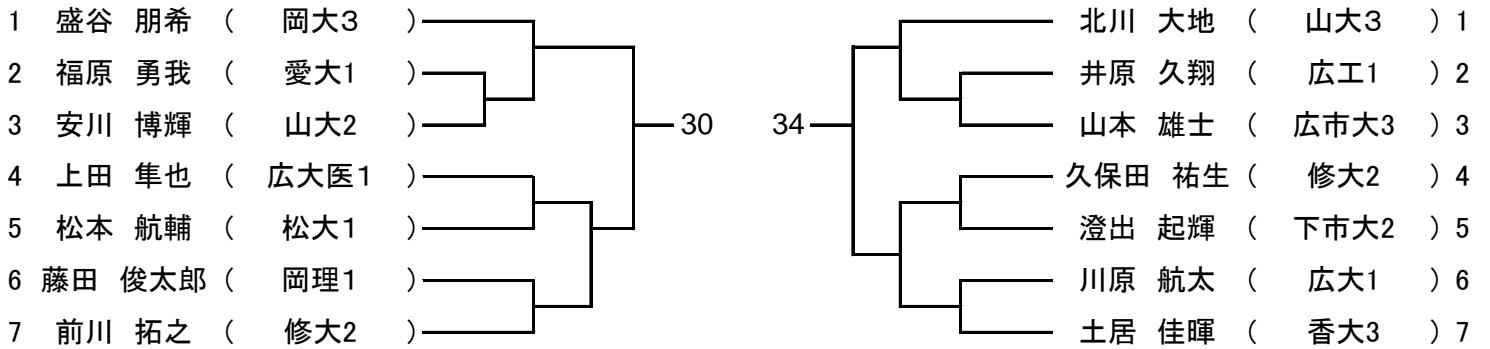 1 盛谷 朋希 ( 岡大3 )
2 福原 勇我 ( 愛大1 )
3 安川 博輝 ( 山大2 )
4 上田 隼也 ( 広大医1 )
5 松本 航輔 ( 松大1 )
6 藤田 俊太郎 ( 岡理1 )
7 前川 拓之 ( 修大2 )
30
34
北川 大地 ( 山大3 ) 1
井原 久翔 ( 広工1 ) 2
山本 雄士 ( 広市大3 ) 3
久保田 祐生 ( 修大2 ) 4
澄出 起輝 ( 下市大2 ) 5
川原 航太 ( 広大1 ) 6
土居 佳暉 ( 香大3 ) 7